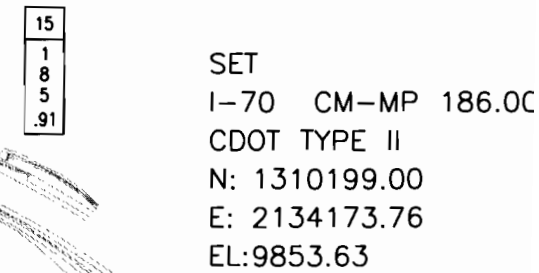 15
1
8
5
.91
SET
I-70 CM-MP 186.00
CDOT TYPE II
N: 1310199.00
E: 2134173.76
EL:9853.63